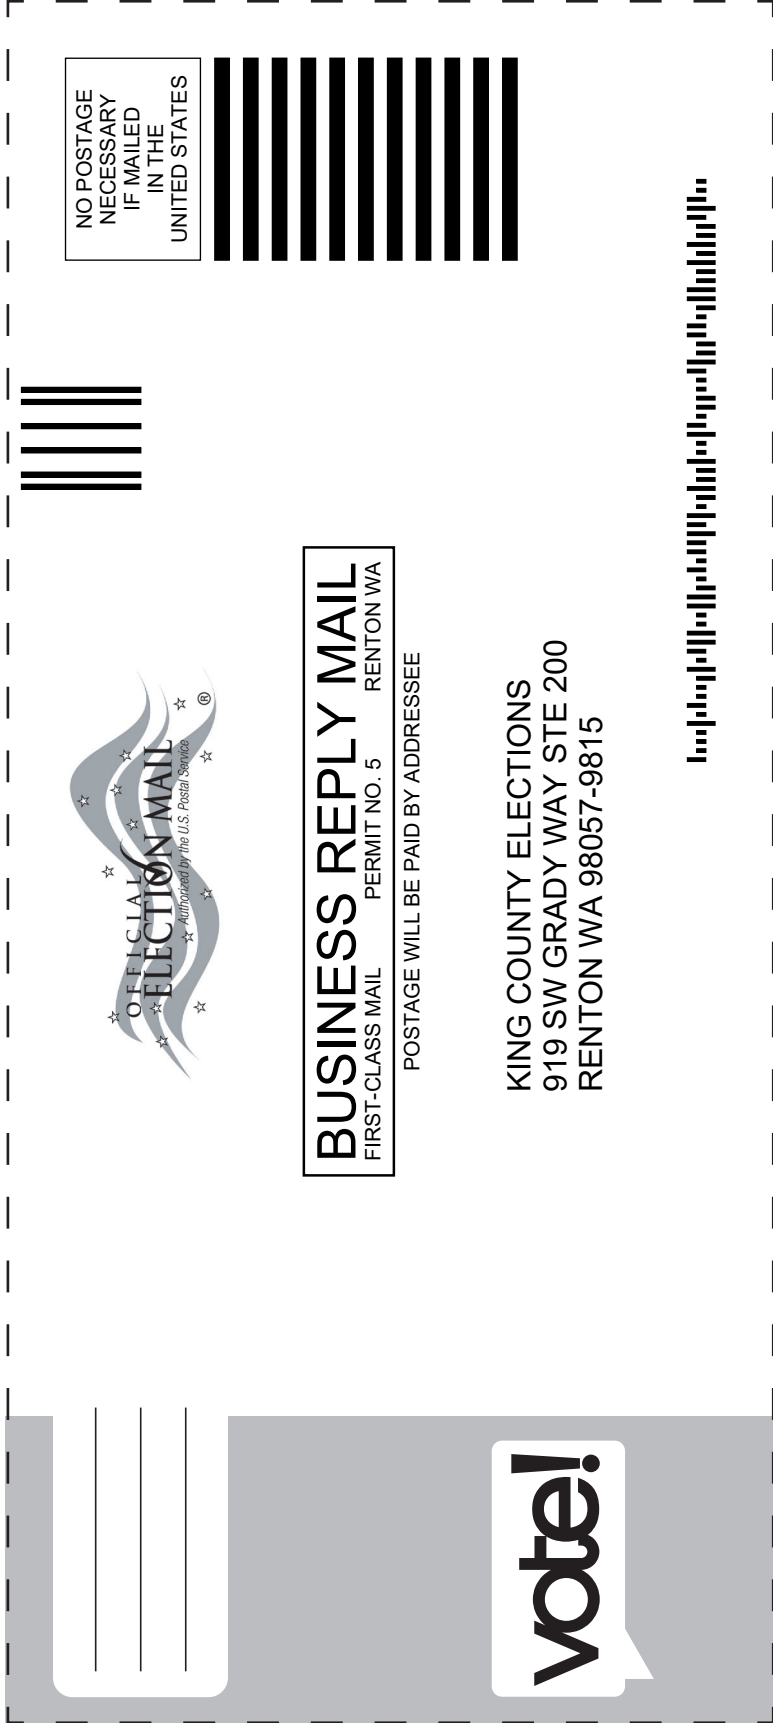 NO POSTAGE
NECESSARY
IF MAILED
IN THE
UNITED STATES
OFFICIAL
ELECTION MAIL
Authorized by the U.S. Postal Service
®
BUSINESS REPLY MAIL
FIRST-CLASS MAIL PERMIT NO. 5 RENTON WA
POSTAGE WILL BE PAID BY ADDRESSEE
KING COUNTY ELECTIONS
919 SW GRADY WAY STE 200
RENTON WA 98057-9815
vote!